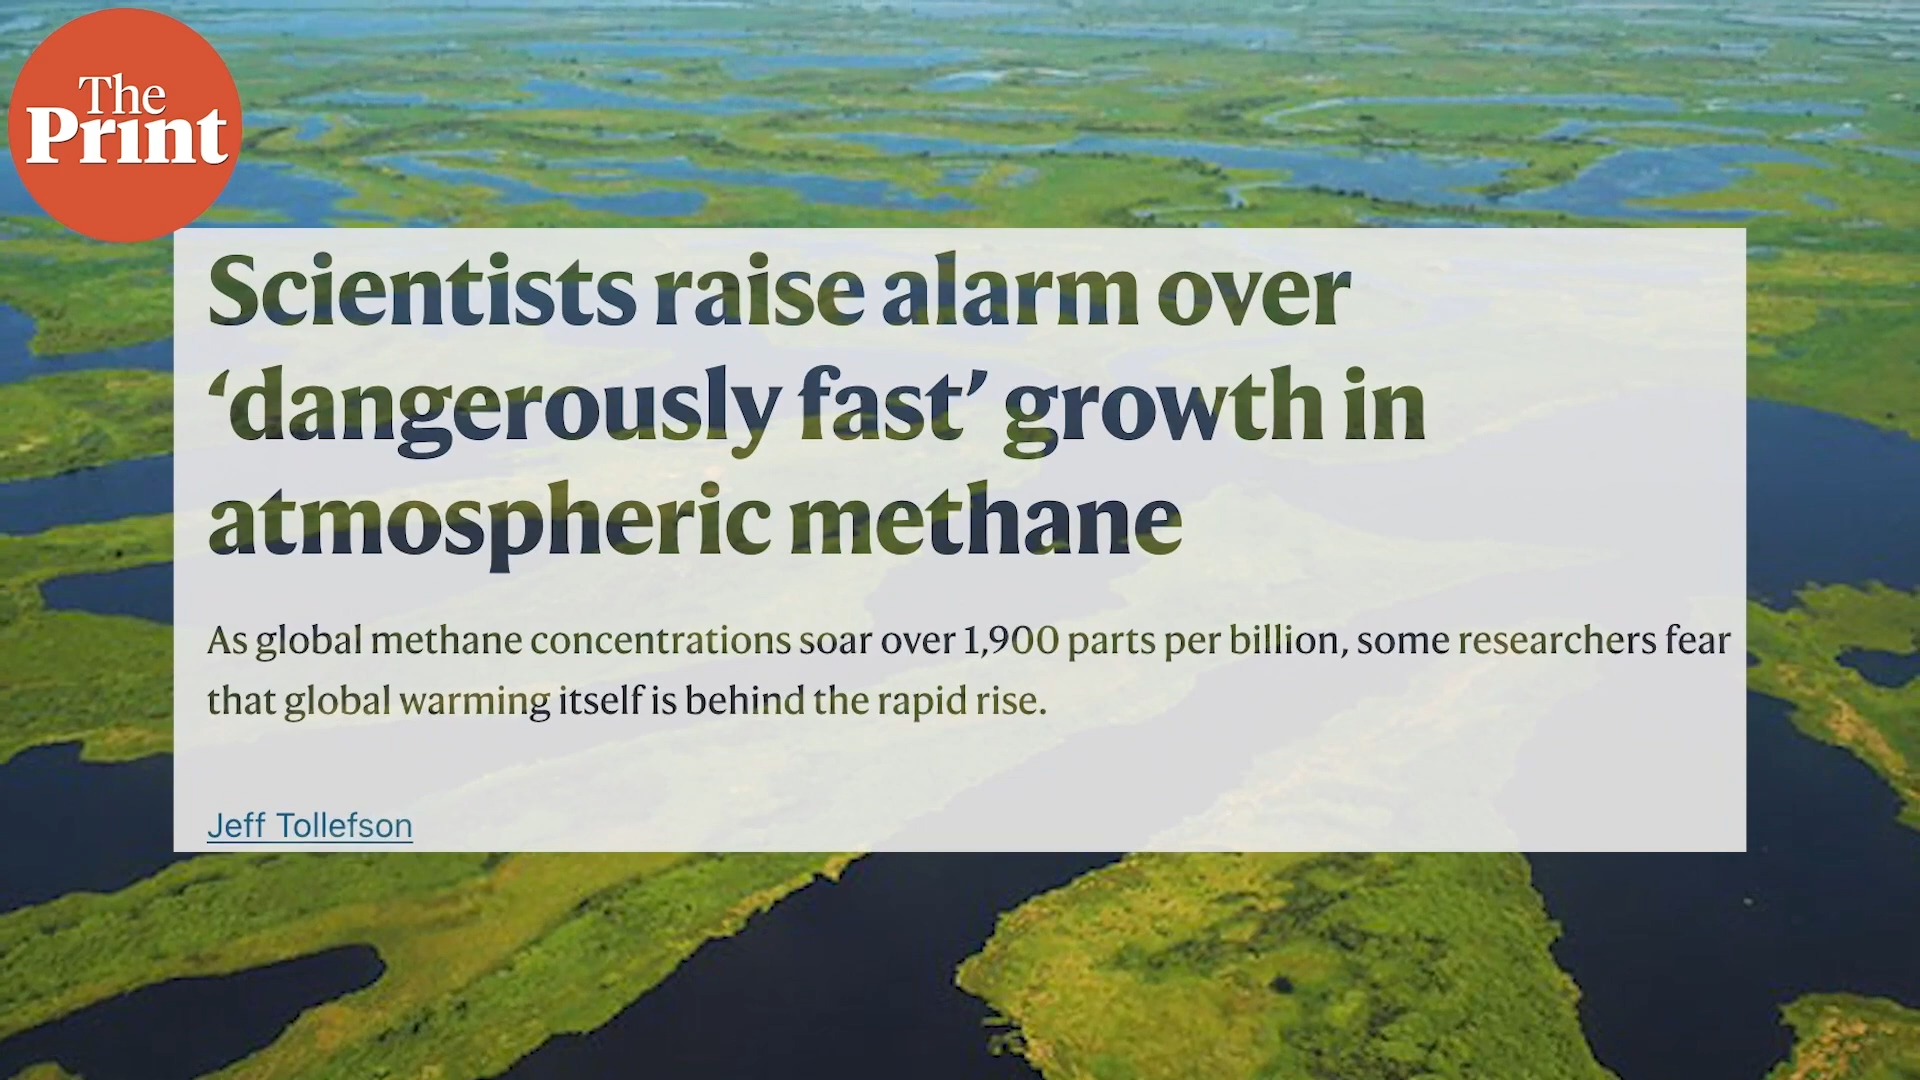 The
Print
Scientists raise alarm over
‘dangerously fast’ growth in
atmospheric methane
As global methane concentrations soar over 1,900 parts per billion, some researchers fear
that global warming itself is behind the rapid rise.
Jeff Tollefson